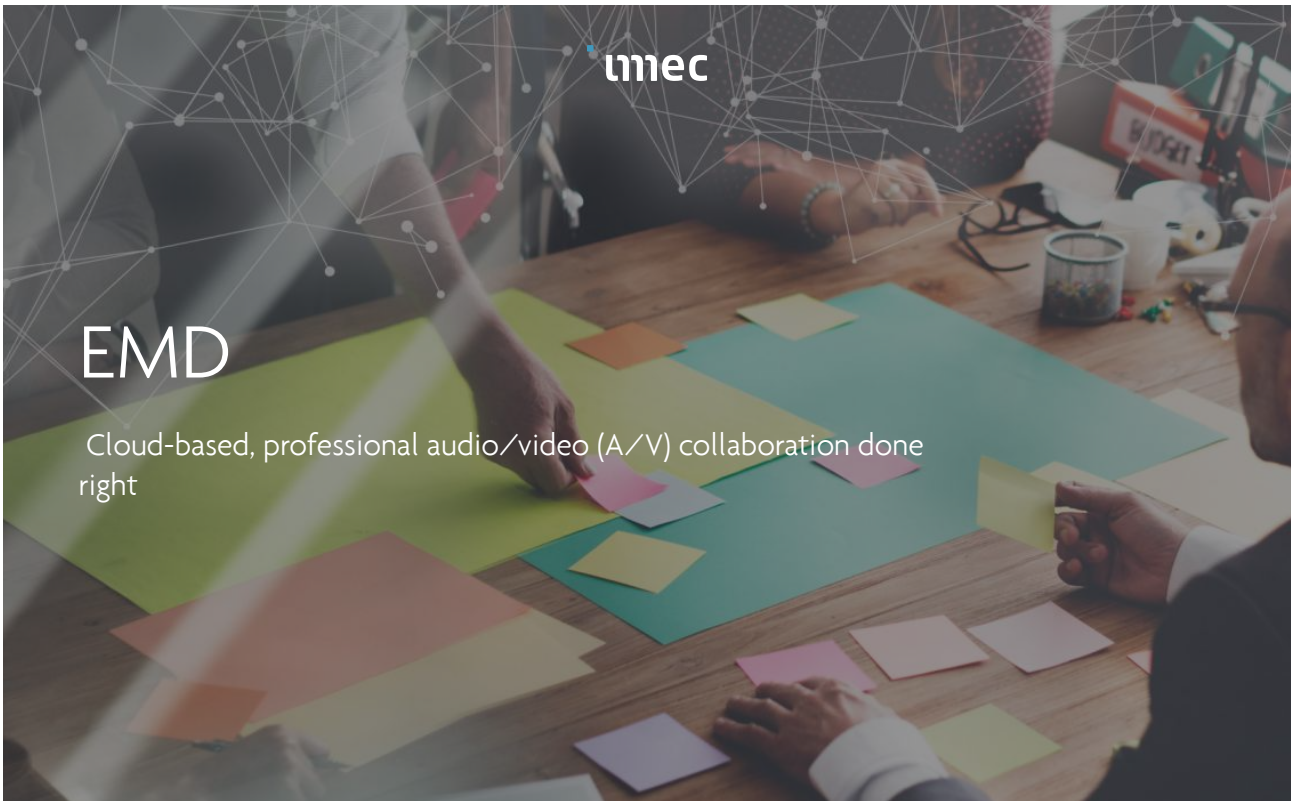 imec
BUDGET
EMD
Cloud-based, professional audio/video (A/V) collaboration done
right